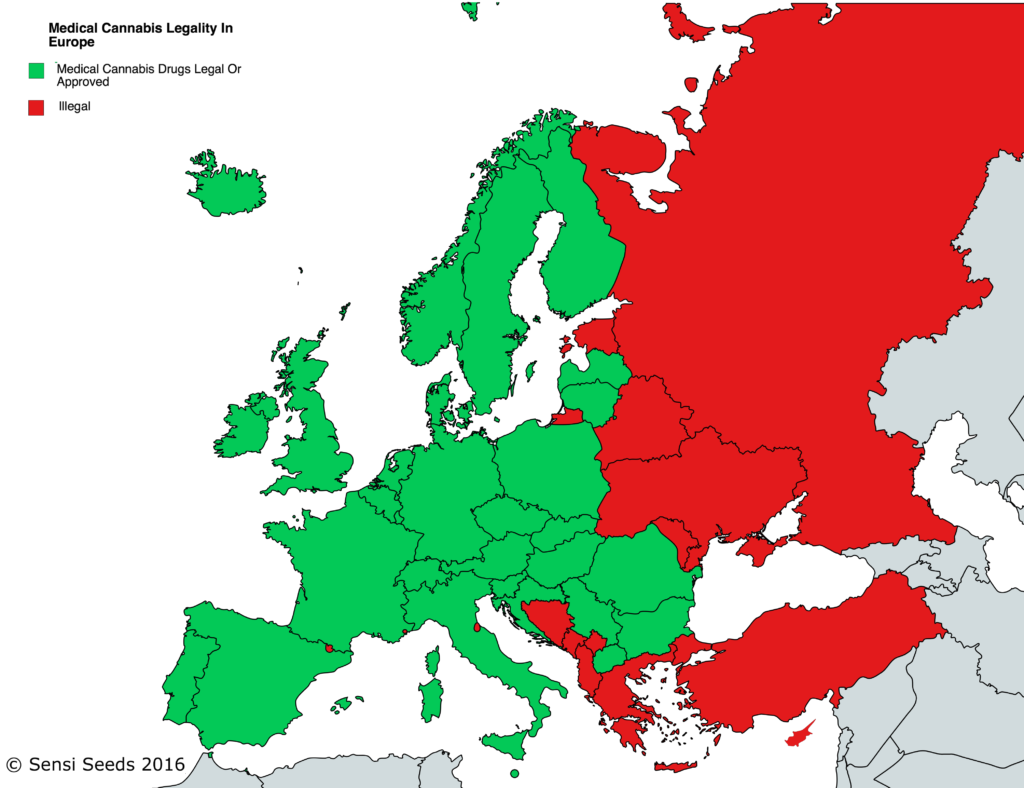 Medical Cannabis Legality In
Europe
Medical Cannabis Drugs Legal Or
Approved
Illegal
© Sensi Seeds 2016